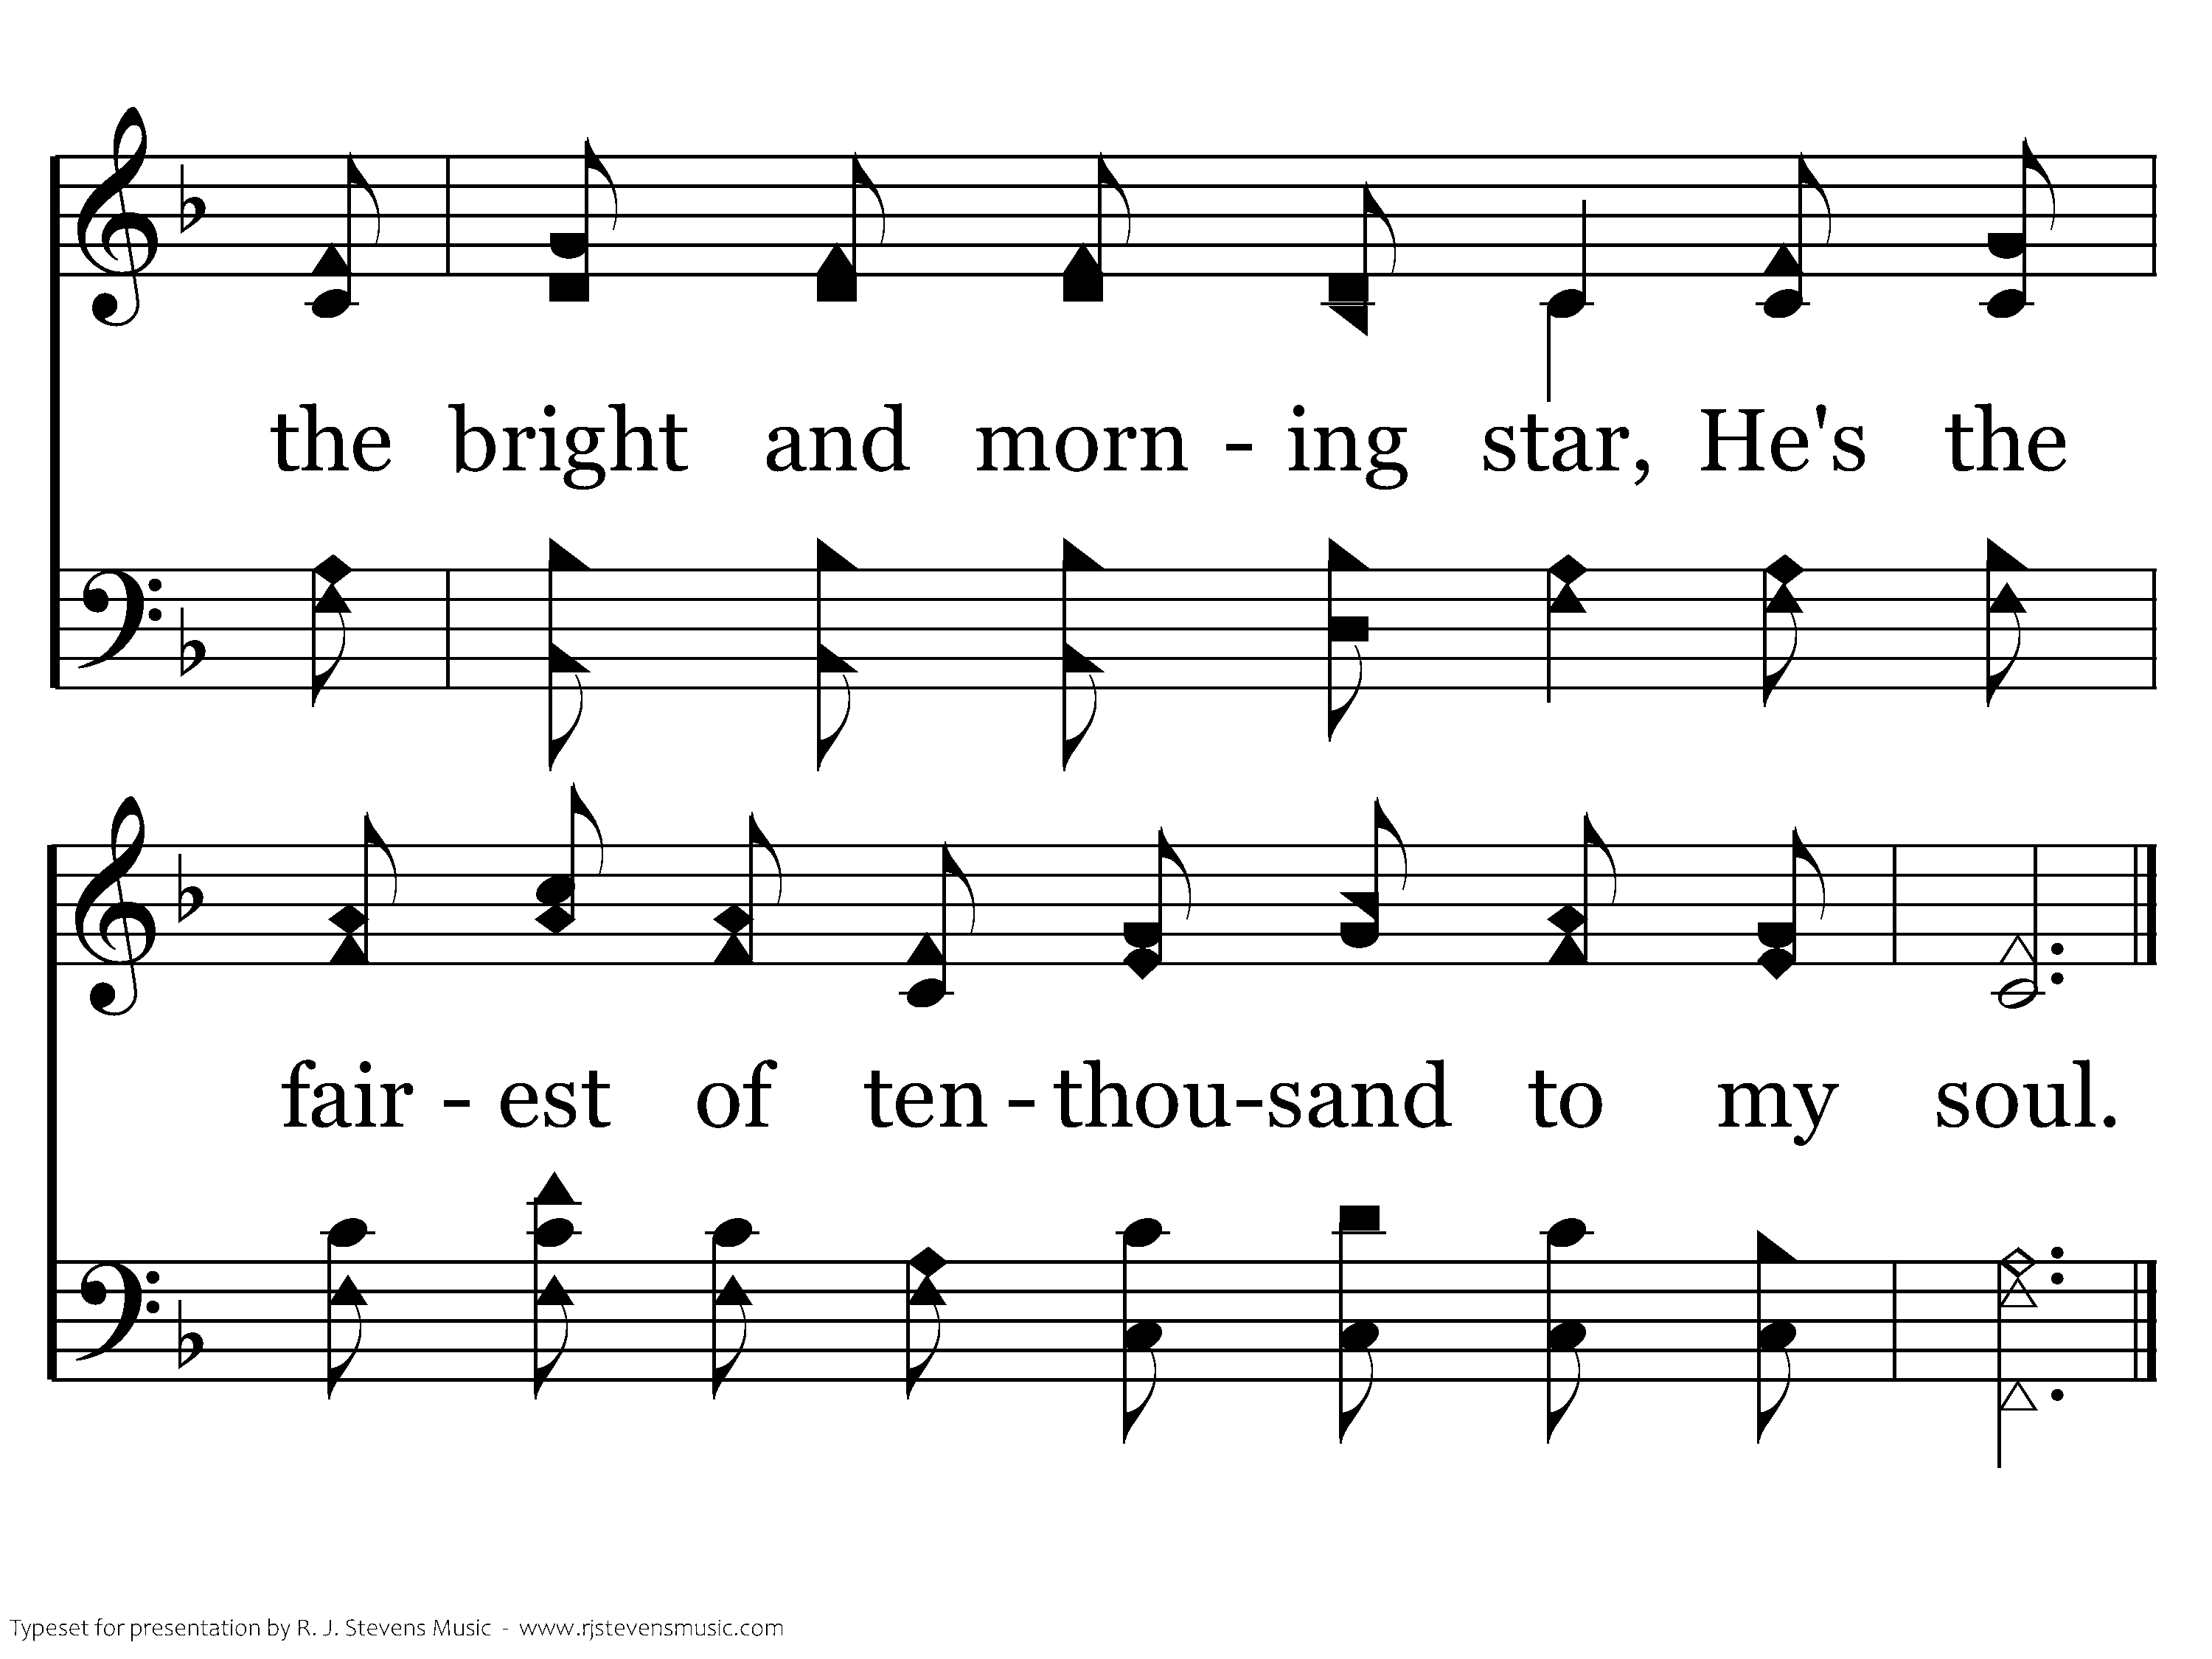 the bright and morn - ing star, He's the
fair - est of ten - thou-sand to my soul.
Typeset for presentation by R. J. Stevens Music - www.rjstevensmusic.com